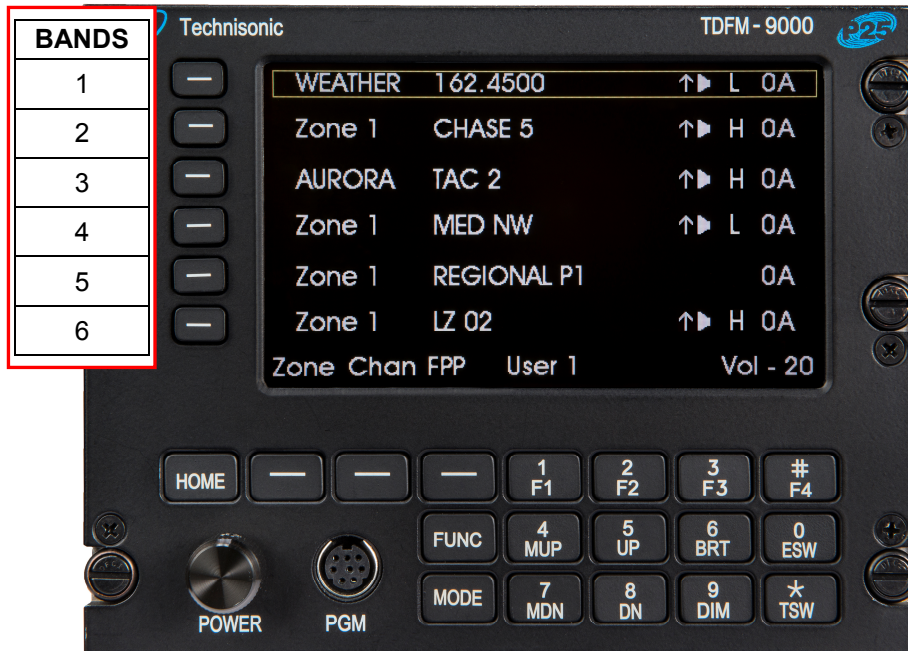 BANDS
1
2
3
4
5
6
Technisonic TDFM - 9000 P25
WEATHER 162.4500 ↑ L 0A
Zone 1 CHASE 5 ↑ H 0A
AURORA TAC 2 ↑ H 0A
Zone 1 MED NW ↑ L 0A
Zone 1 REGIONAL P1 0A
Zone 1 LZ 02 ↑ H 0A
Zone Chan FPP User 1 Vol - 20
HOME 1 2 3 #
F1 F2 F3 F4
FUNC 4 5 6 0
MUP UP BRT ESW
MODE 7 8 9 *
MDN DN DIM TSW
POWER PGM